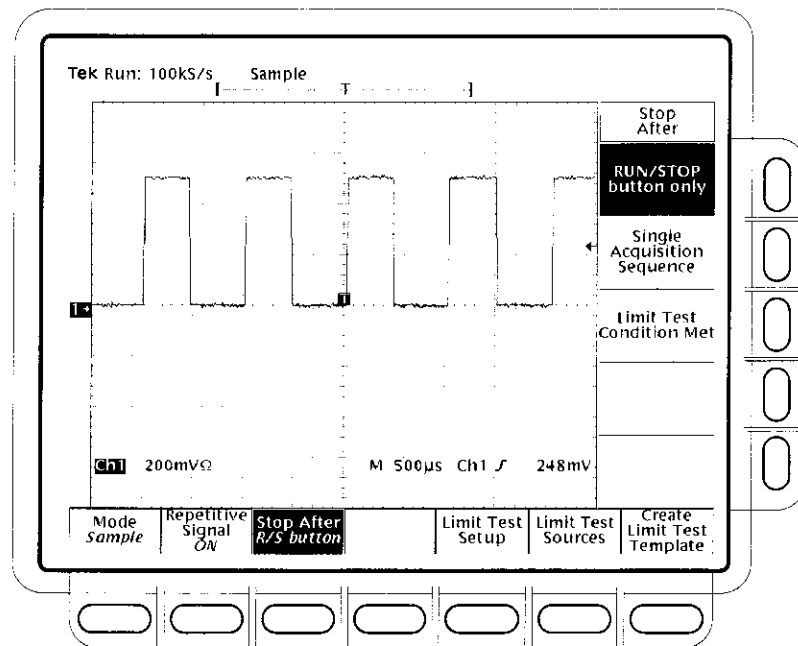 Tek Run: 100kS/s Sample
[ T ]
Stop
After
RUN/STOP
button only
Single
Acquisition
Sequence
Limit Test
Condition Met
1→
T
Ch1 200mVΩ M 500µs Ch1 ʃ 248mV
Mode
Sample
Repetitive
Signal
ON
Stop After
R/S button
Limit Test
Setup
Limit Test
Sources
Create
Limit Test
Template